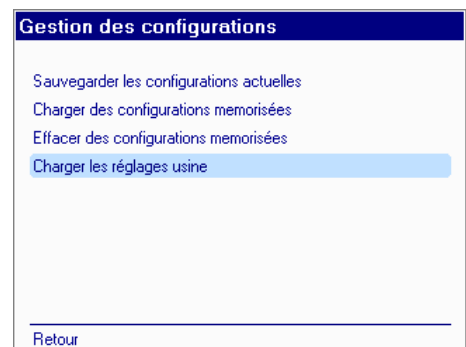 Gestion des configurations
Sauvegarder les configurations actuelles
Charger des configurations memorisées
Effacer des configurations memorisées
Charger les réglages usine
Retour